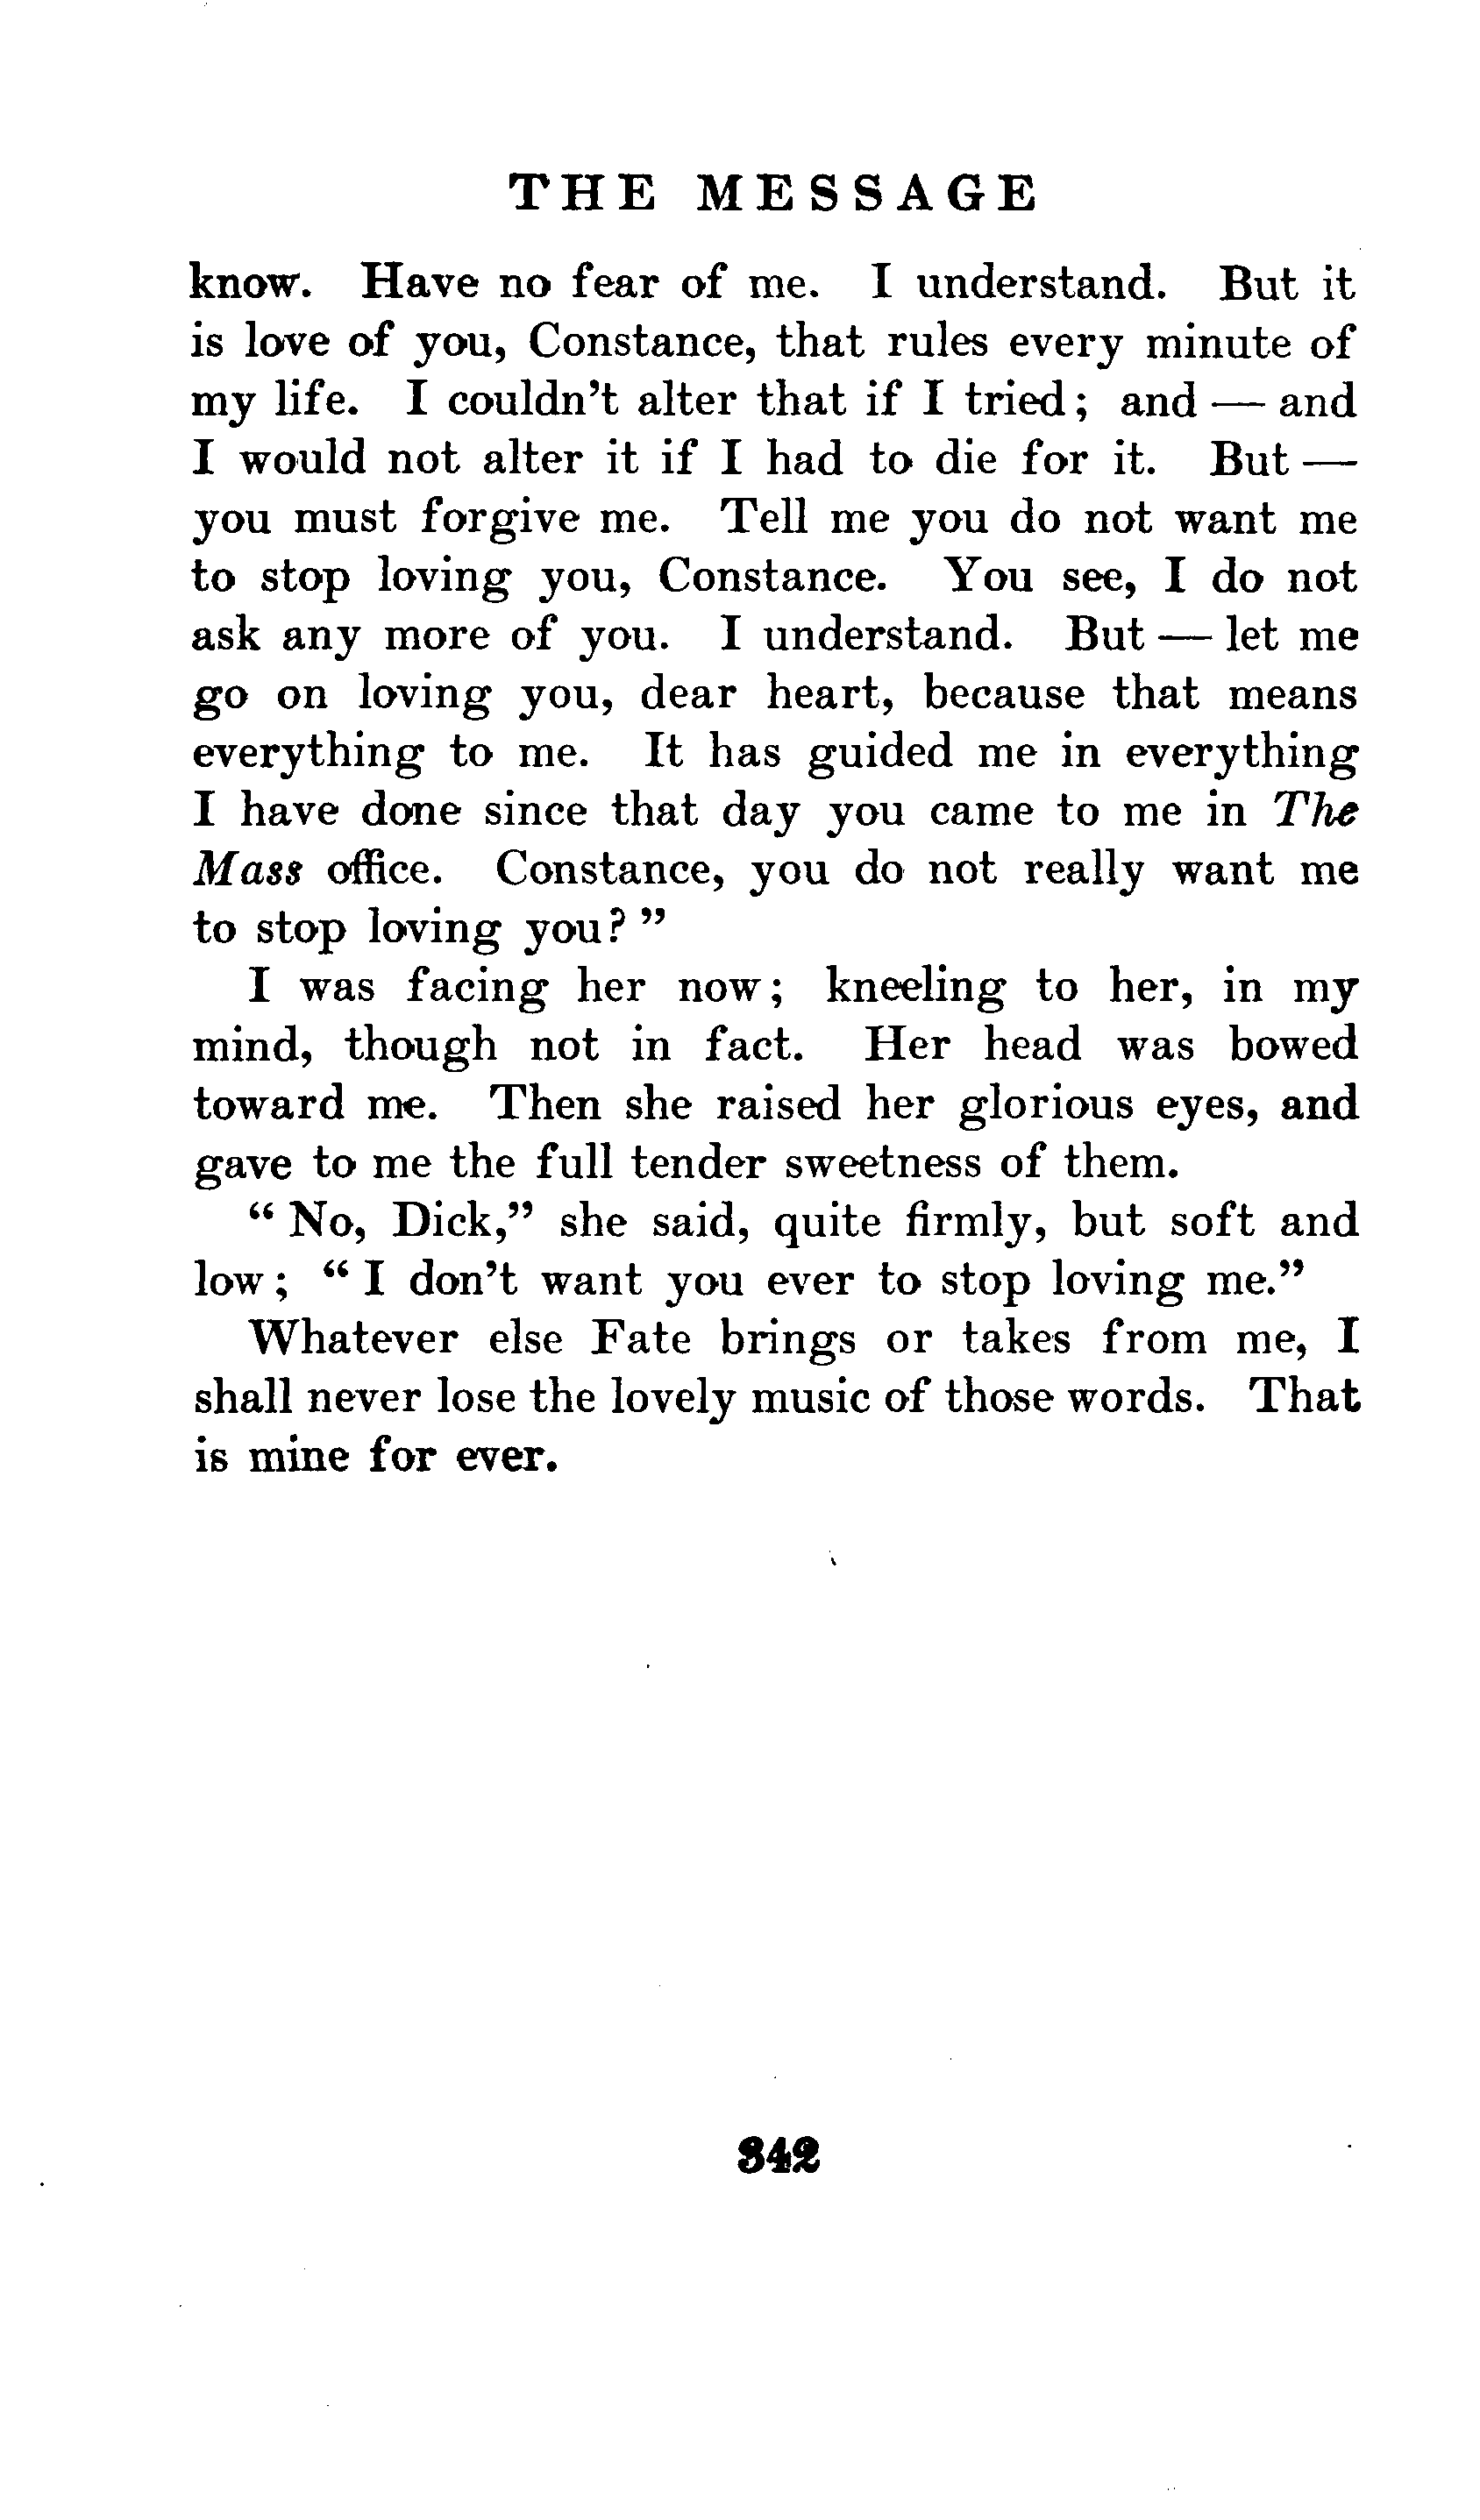 THE MESSAGE
know. Have no fear of me. I understand. But it
is love of you, Constance, that rules every minute of
my life. I couldn't alter that if I tried; and — and
I would not alter it if I had to die for it. But —
you must forgive me. Tell me you do not want me
to stop loving you, Constance. You see, I do not
ask any more of you. I understand. But — let me
go on loving you, dear heart, because that means
everything to me. It has guided me in everything
I have done since that day you came to me in The
Mass office. Constance, you do not really want me
to stop loving you? ”
I was facing her now; kneeling to her, in my
mind, though not in fact. Her head was bowed
toward me. Then she raised her glorious eyes, and
gave to me the full tender sweetness of them.
“ No, Dick,” she said, quite firmly, but soft and
low; “ I don't want you ever to stop loving me.”
Whatever else Fate brings or takes from me, I
shall never lose the lovely music of those words. That
is mine for ever.
342